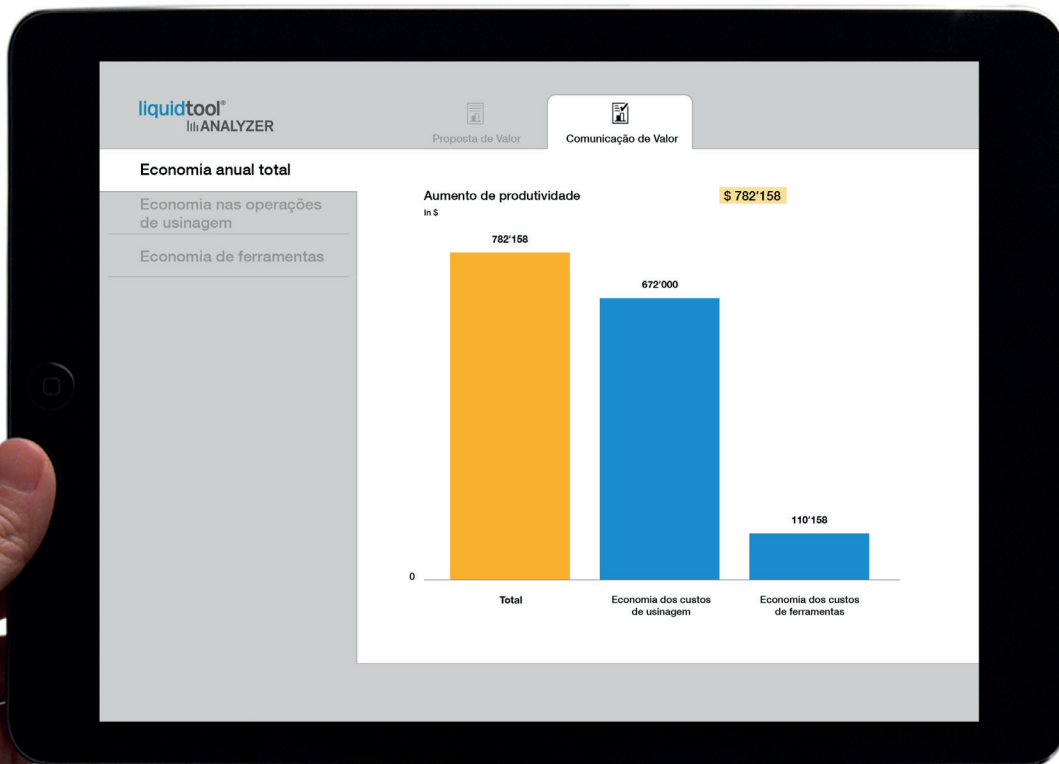 liquidtool®
ANALYZER
Proposta de Valor
Comunicação de Valor
Economia anual total
Economia nas operações
de usinagem
Economia de ferramentas
Aumento de produtividade
$ 782’158
In $
782’158
672’000
110’158
0
Total
Economia dos custos
de usinagem
Economia dos custos
de ferramentas